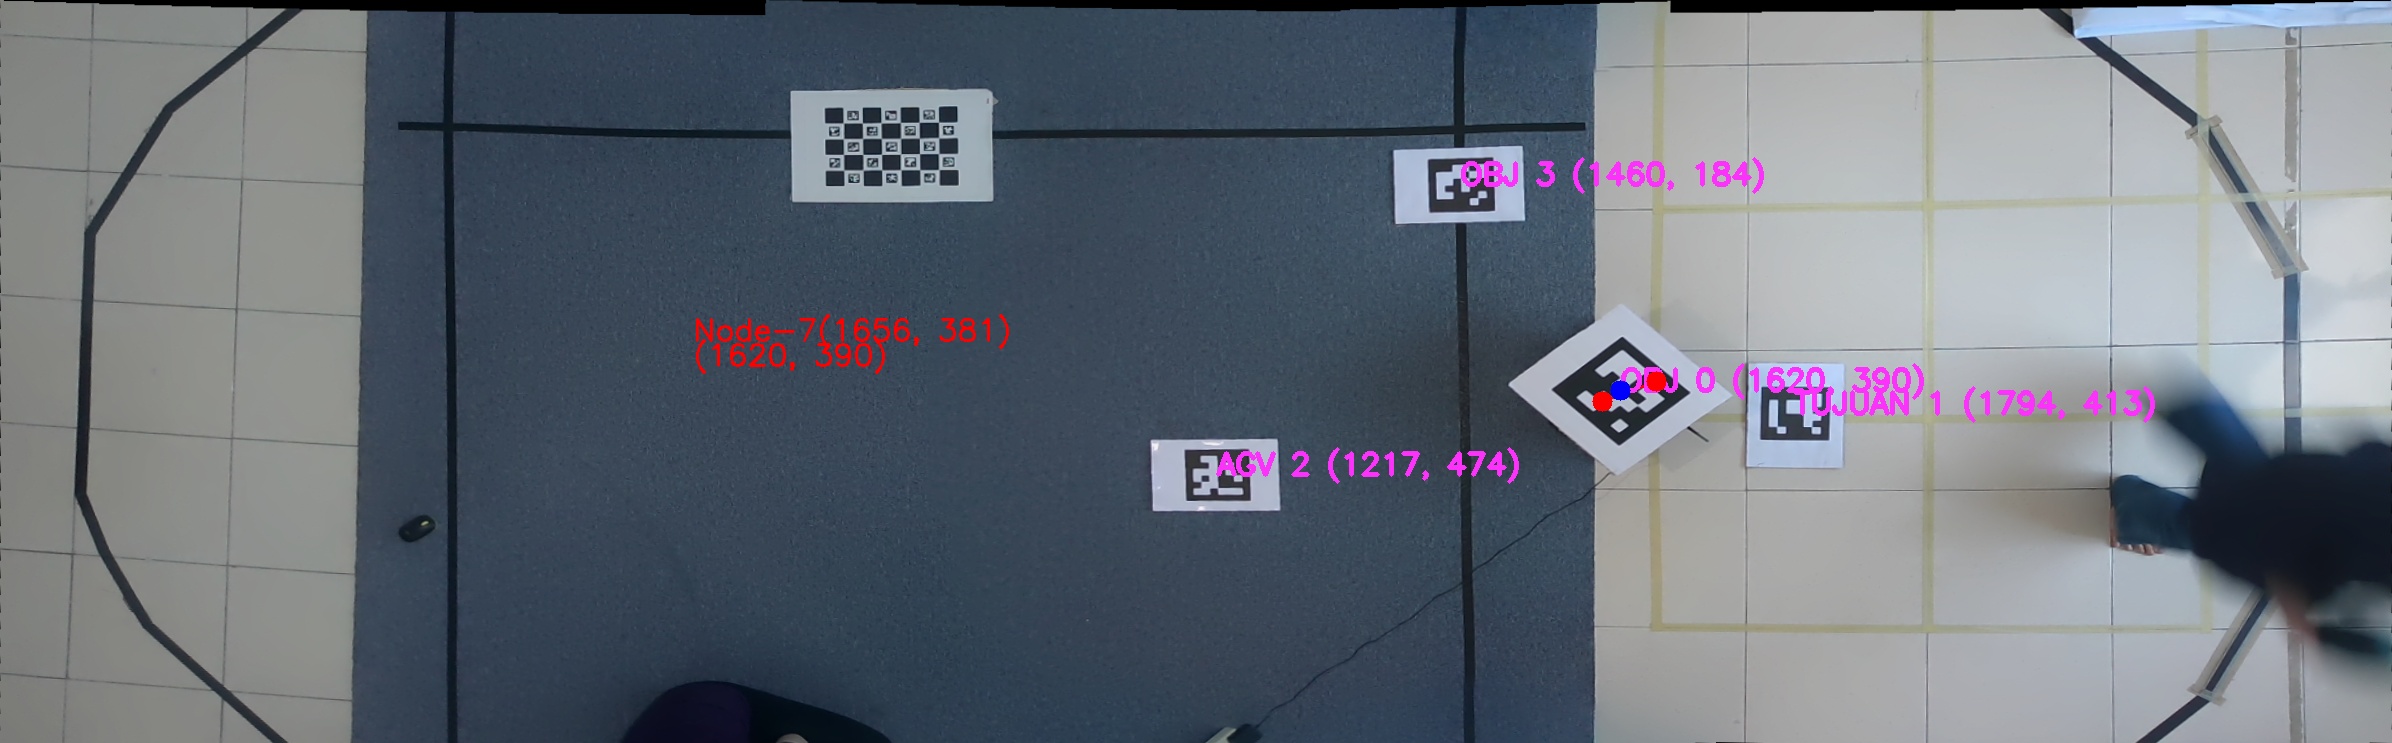 OBJ 3 (1460, 184)
Node-7(1656, 381)
(1620, 390)
OBJ 0 (1620, 390)
TUJUAN 1 (1794, 413)
AGV 2 (1217, 474)